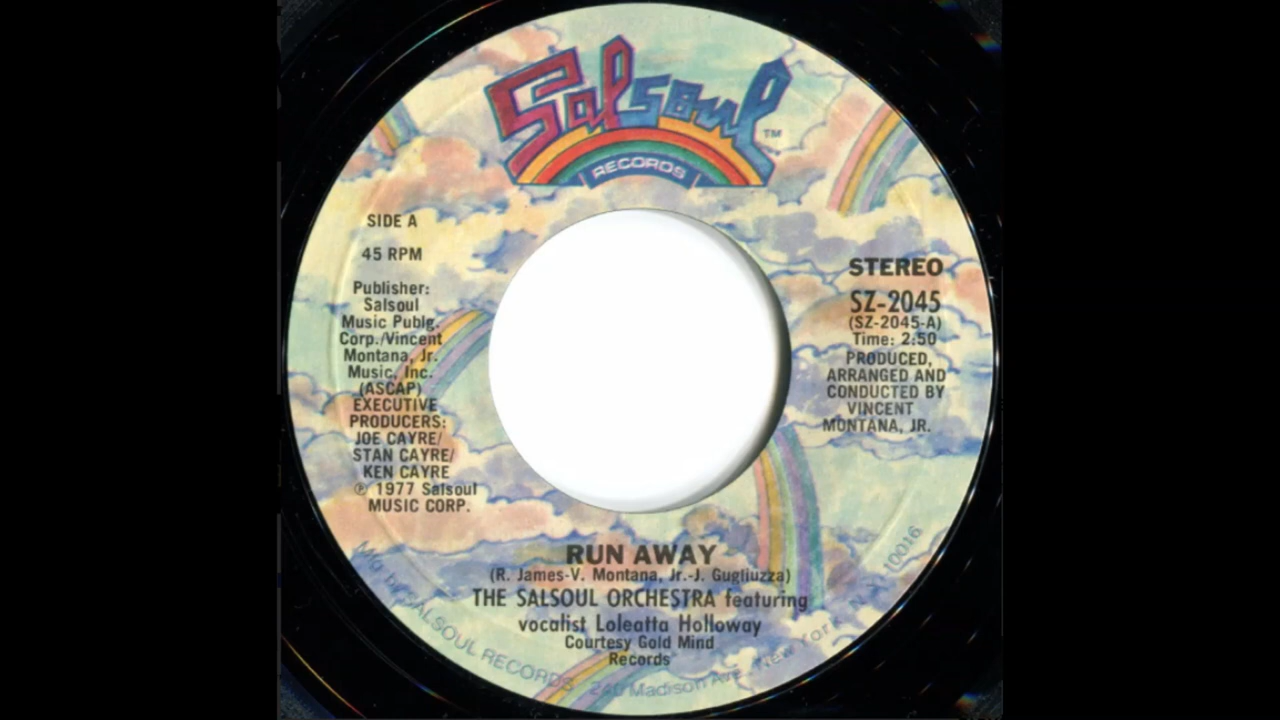 Salsoul
TM
RECORDS
SIDE A
45 RPM
Publisher:
Salsoul
Music Publg.
Corp./Vincent
Montana, Jr.
Music, Inc.
(ASCAP)
EXECUTIVE
PRODUCERS:
JOE CAYRE/
STAN CAYRE/
KEN CAYRE
℗ 1977 Salsoul
MUSIC CORP.
STEREO
SZ-2045
(SZ-2045-A)
Time: 2:50
PRODUCED,
ARRANGED AND
CONDUCTED BY
VINCENT
MONTANA, JR.
RUN AWAY
(R. James-V. Montana, Jr.-J. Gugliuzza)
THE SALSOUL ORCHESTRA featuring
vocalist Loleatta Holloway
Courtesy Gold Mind
Records
SALSOUL RECORDS 240 Madison Ave., New York
10016